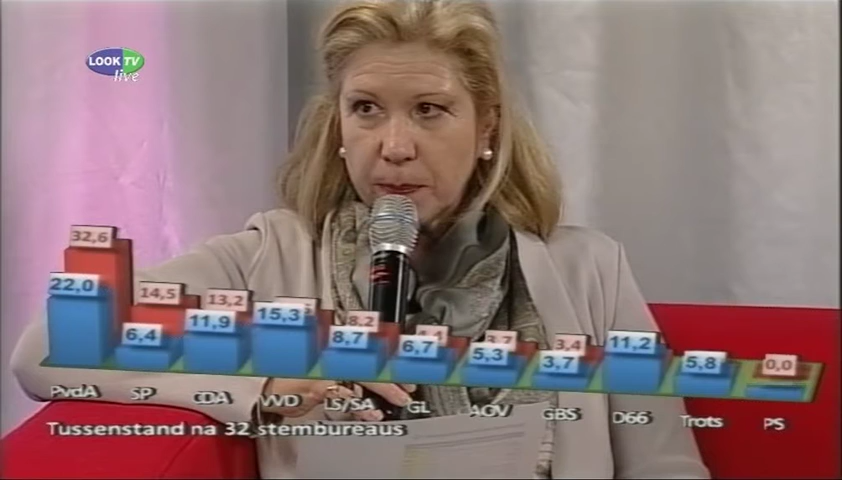 LOOK TV
live
32,6 14,5 13,2 8,2 3,4 0,0
22,0 6,4 11,9 15,3 8,7 6,7 5,3 3,7 11,2 5,8
PvdA SP CDA VVD LS/SA GL AOV GBS D66 Trots PS
Tussenstand na 32 stembureaus